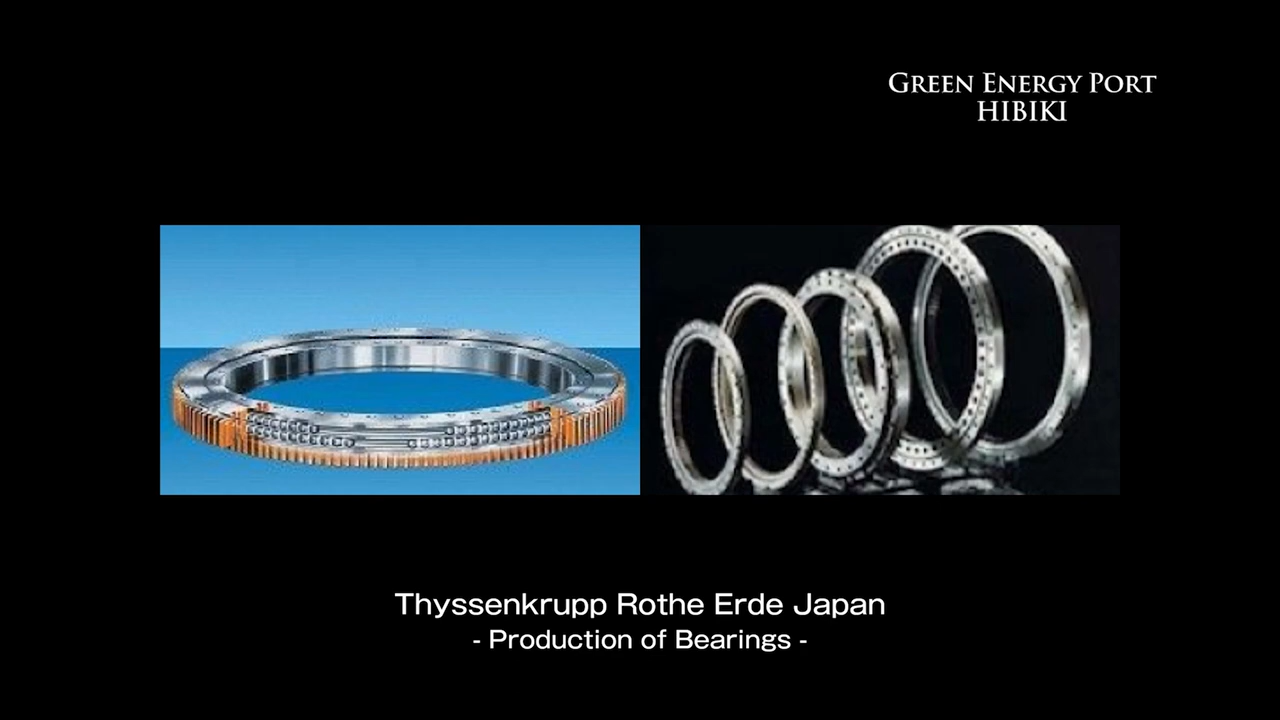 GREEN ENERGY PORT
HIBIKI
Thyssenkrupp Rothe Erde Japan
- Production of Bearings -